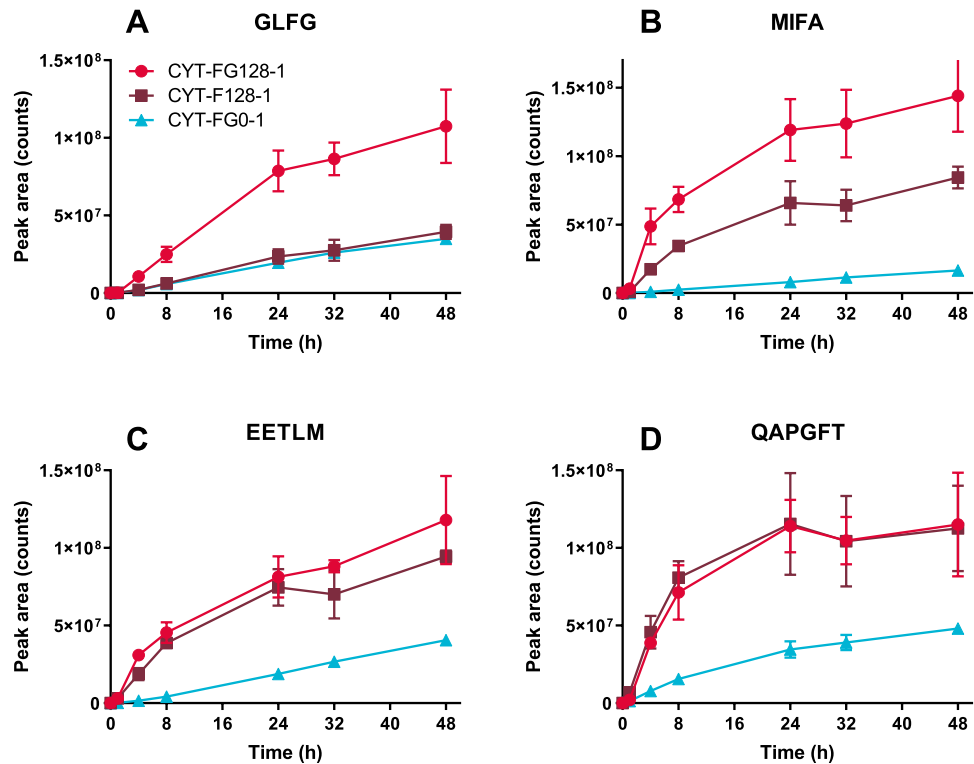 A
GLFG
1.5×10⁸
1×10⁸
5×10⁷
0
Peak area (counts)
CYT-FG128-1
CYT-F128-1
CYT-FG0-1
0 8 16 24 32 40 48
Time (h)
B
MIFA
1.5×10⁸
1×10⁸
5×10⁷
0
Peak area (counts)
0 8 16 24 32 40 48
Time (h)
C
EETLM
1.5×10⁸
1×10⁸
5×10⁷
0
Peak area (counts)
0 8 16 24 32 40 48
Time (h)
D
QAPGFT
1.5×10⁸
1×10⁸
5×10⁷
0
Peak area (counts)
0 8 16 24 32 40 48
Time (h)